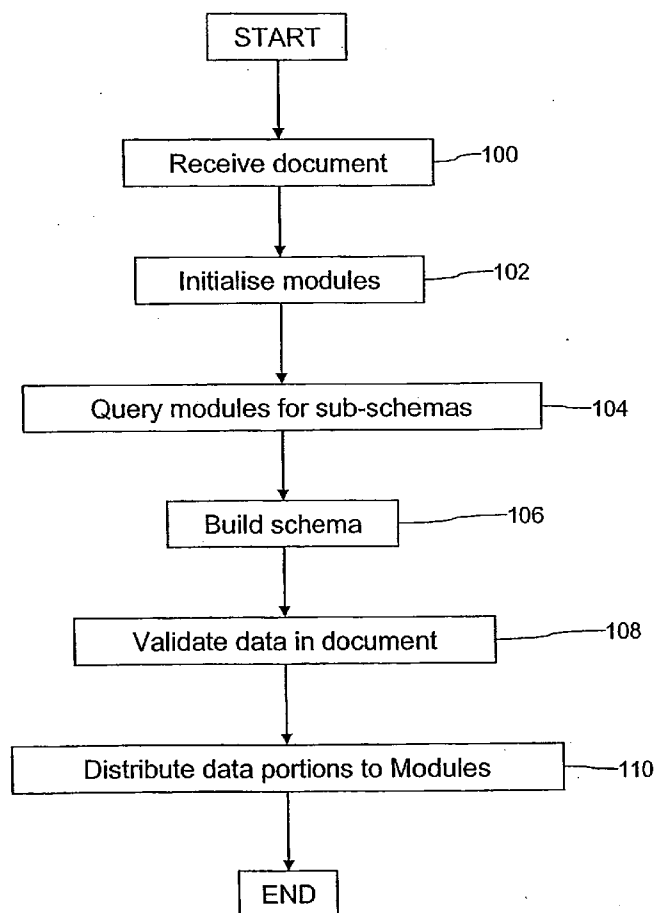 START
Receive document
100
Initialise modules
102
Query modules for sub-schemas
104
Build schema
106
Validate data in document
108
Distribute data portions to Modules
110
END